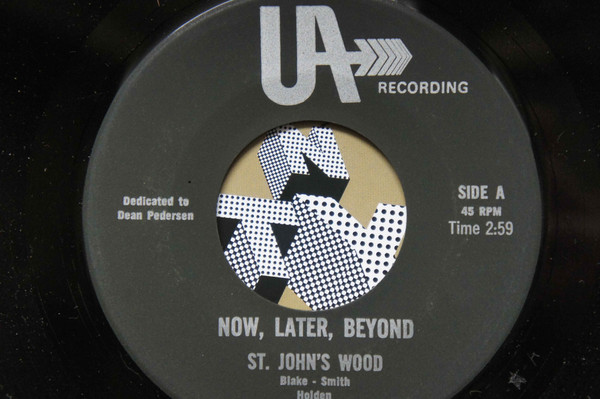 UA
RECORDING
Dedicated to
Dean Pedersen
SIDE A
45 RPM
Time 2:59
NOW, LATER, BEYOND
ST. JOHN'S WOOD
Blake - Smith
Holden